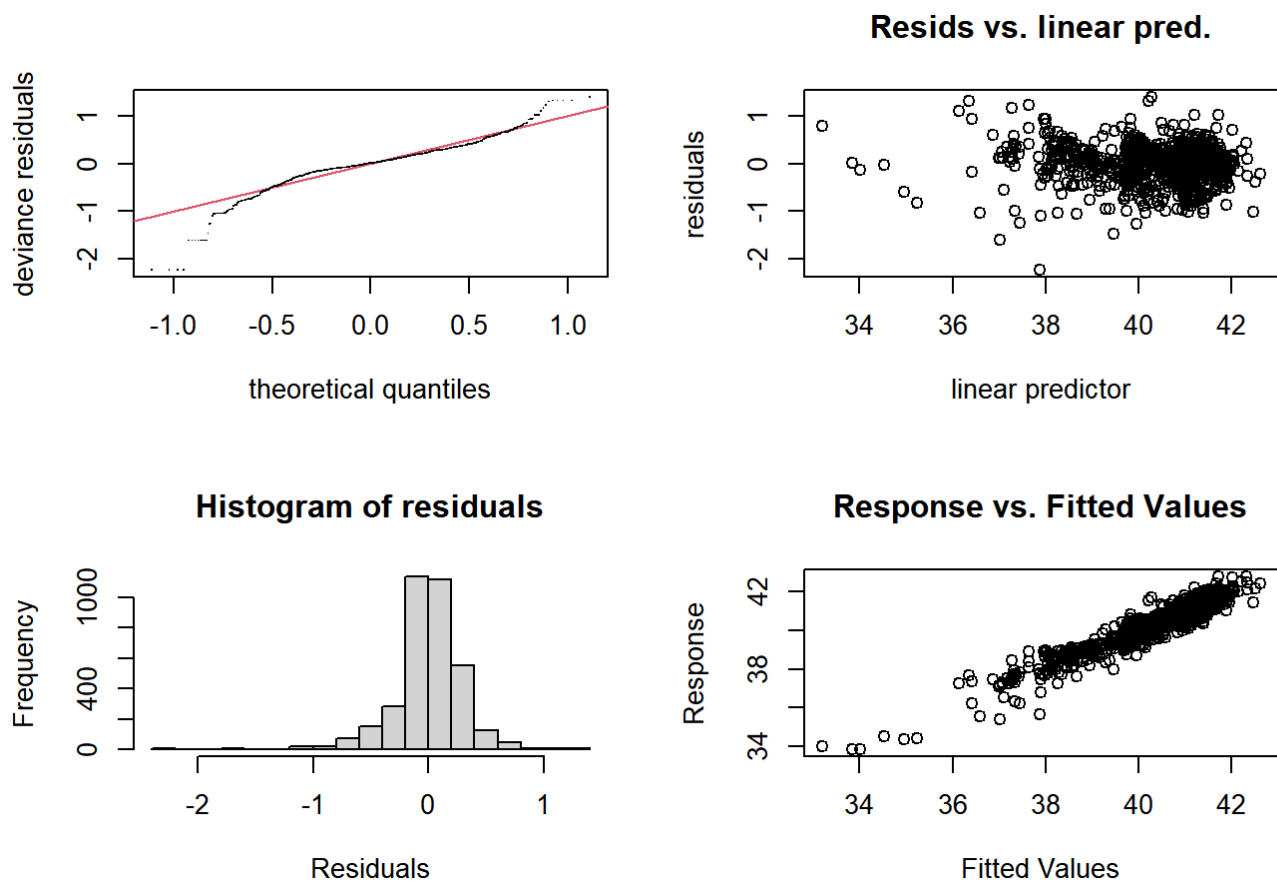 deviance residuals
1
0
-1
-2
-1.0 -0.5 0.0 0.5 1.0
theoretical quantiles
Resids vs. linear pred.
residuals
1
0
-1
-2
34 36 38 40 42
linear predictor
Histogram of residuals
Frequency
1000
400
0
-2 -1 0 1
Residuals
Response vs. Fitted Values
Response
42
38
34
34 36 38 40 42
Fitted Values